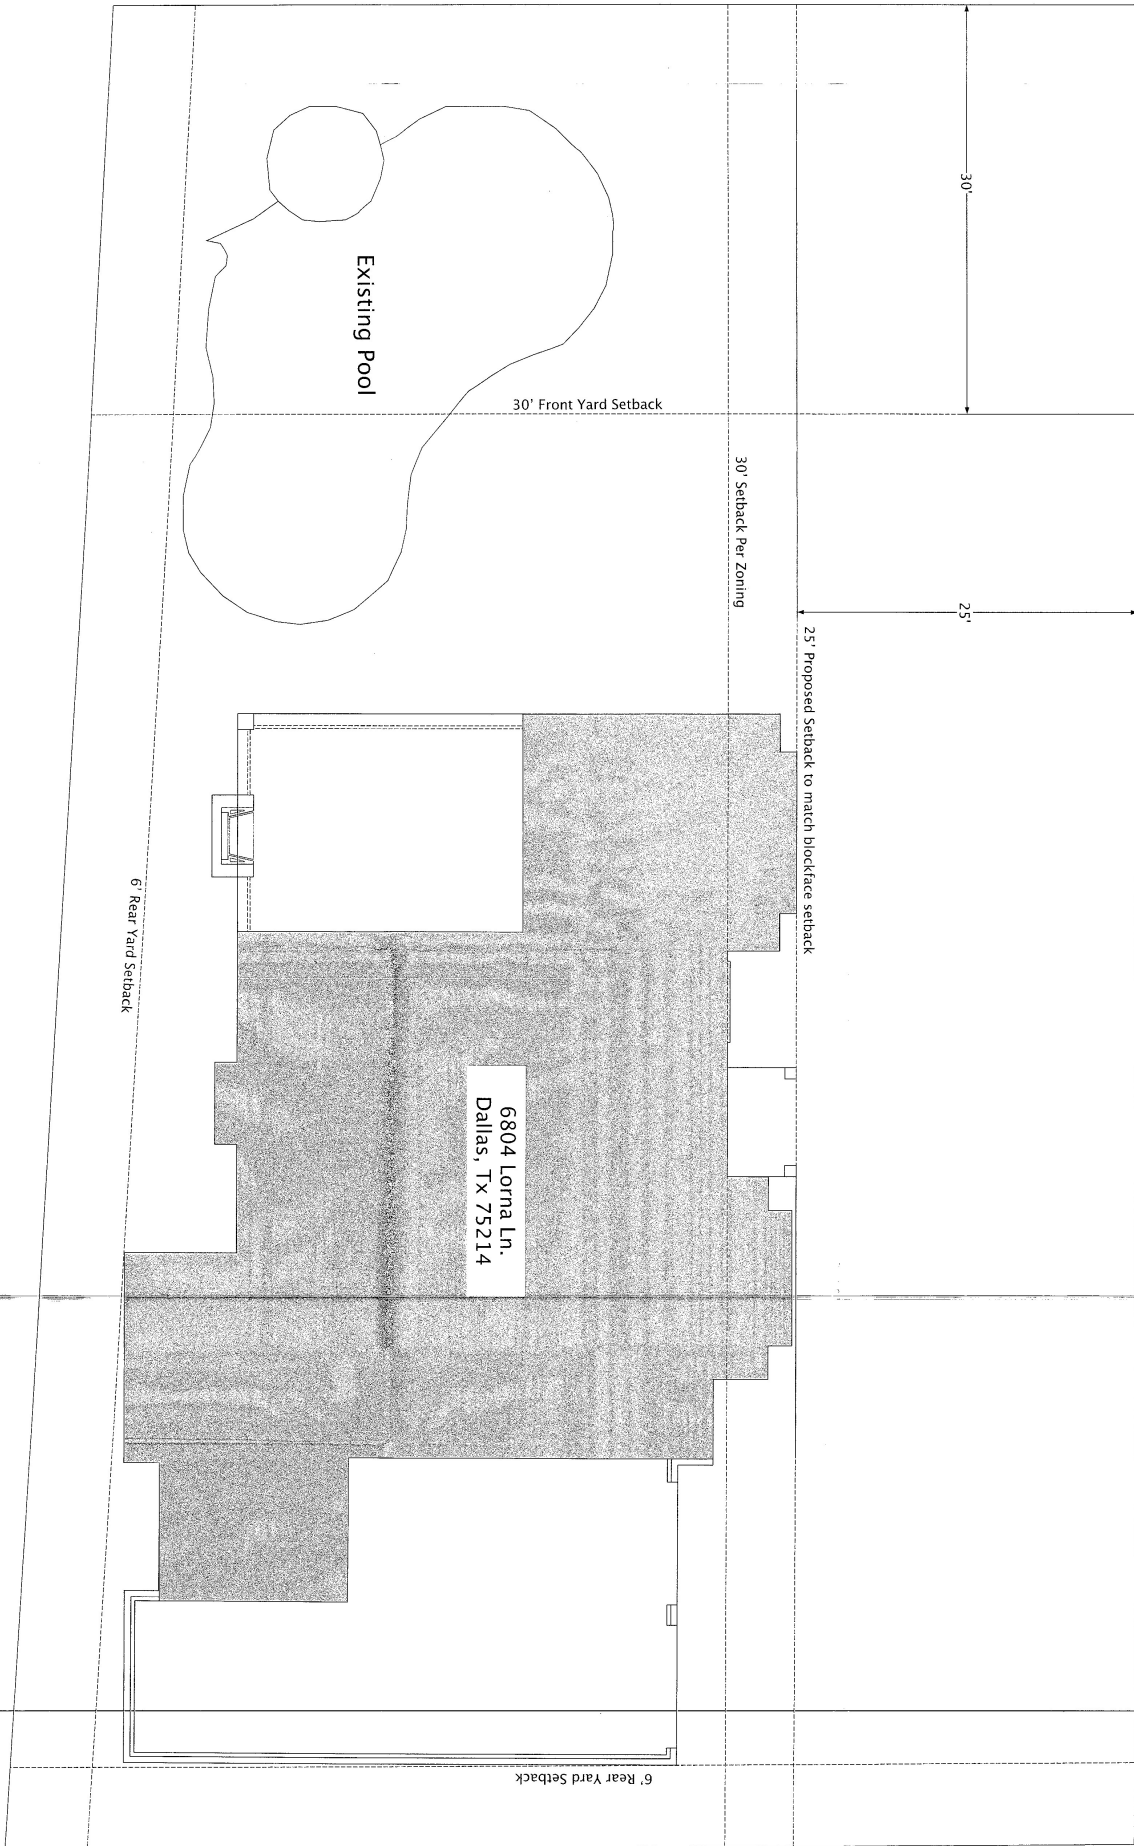 30'
Existing Pool
30' Front Yard Setback
30' Setback Per Zoning
25'
25' Proposed Setback to match blockface setback
6' Rear Yard Setback
6804 Lorna Ln.
Dallas, Tx 75214
6' Rear Yard Setback